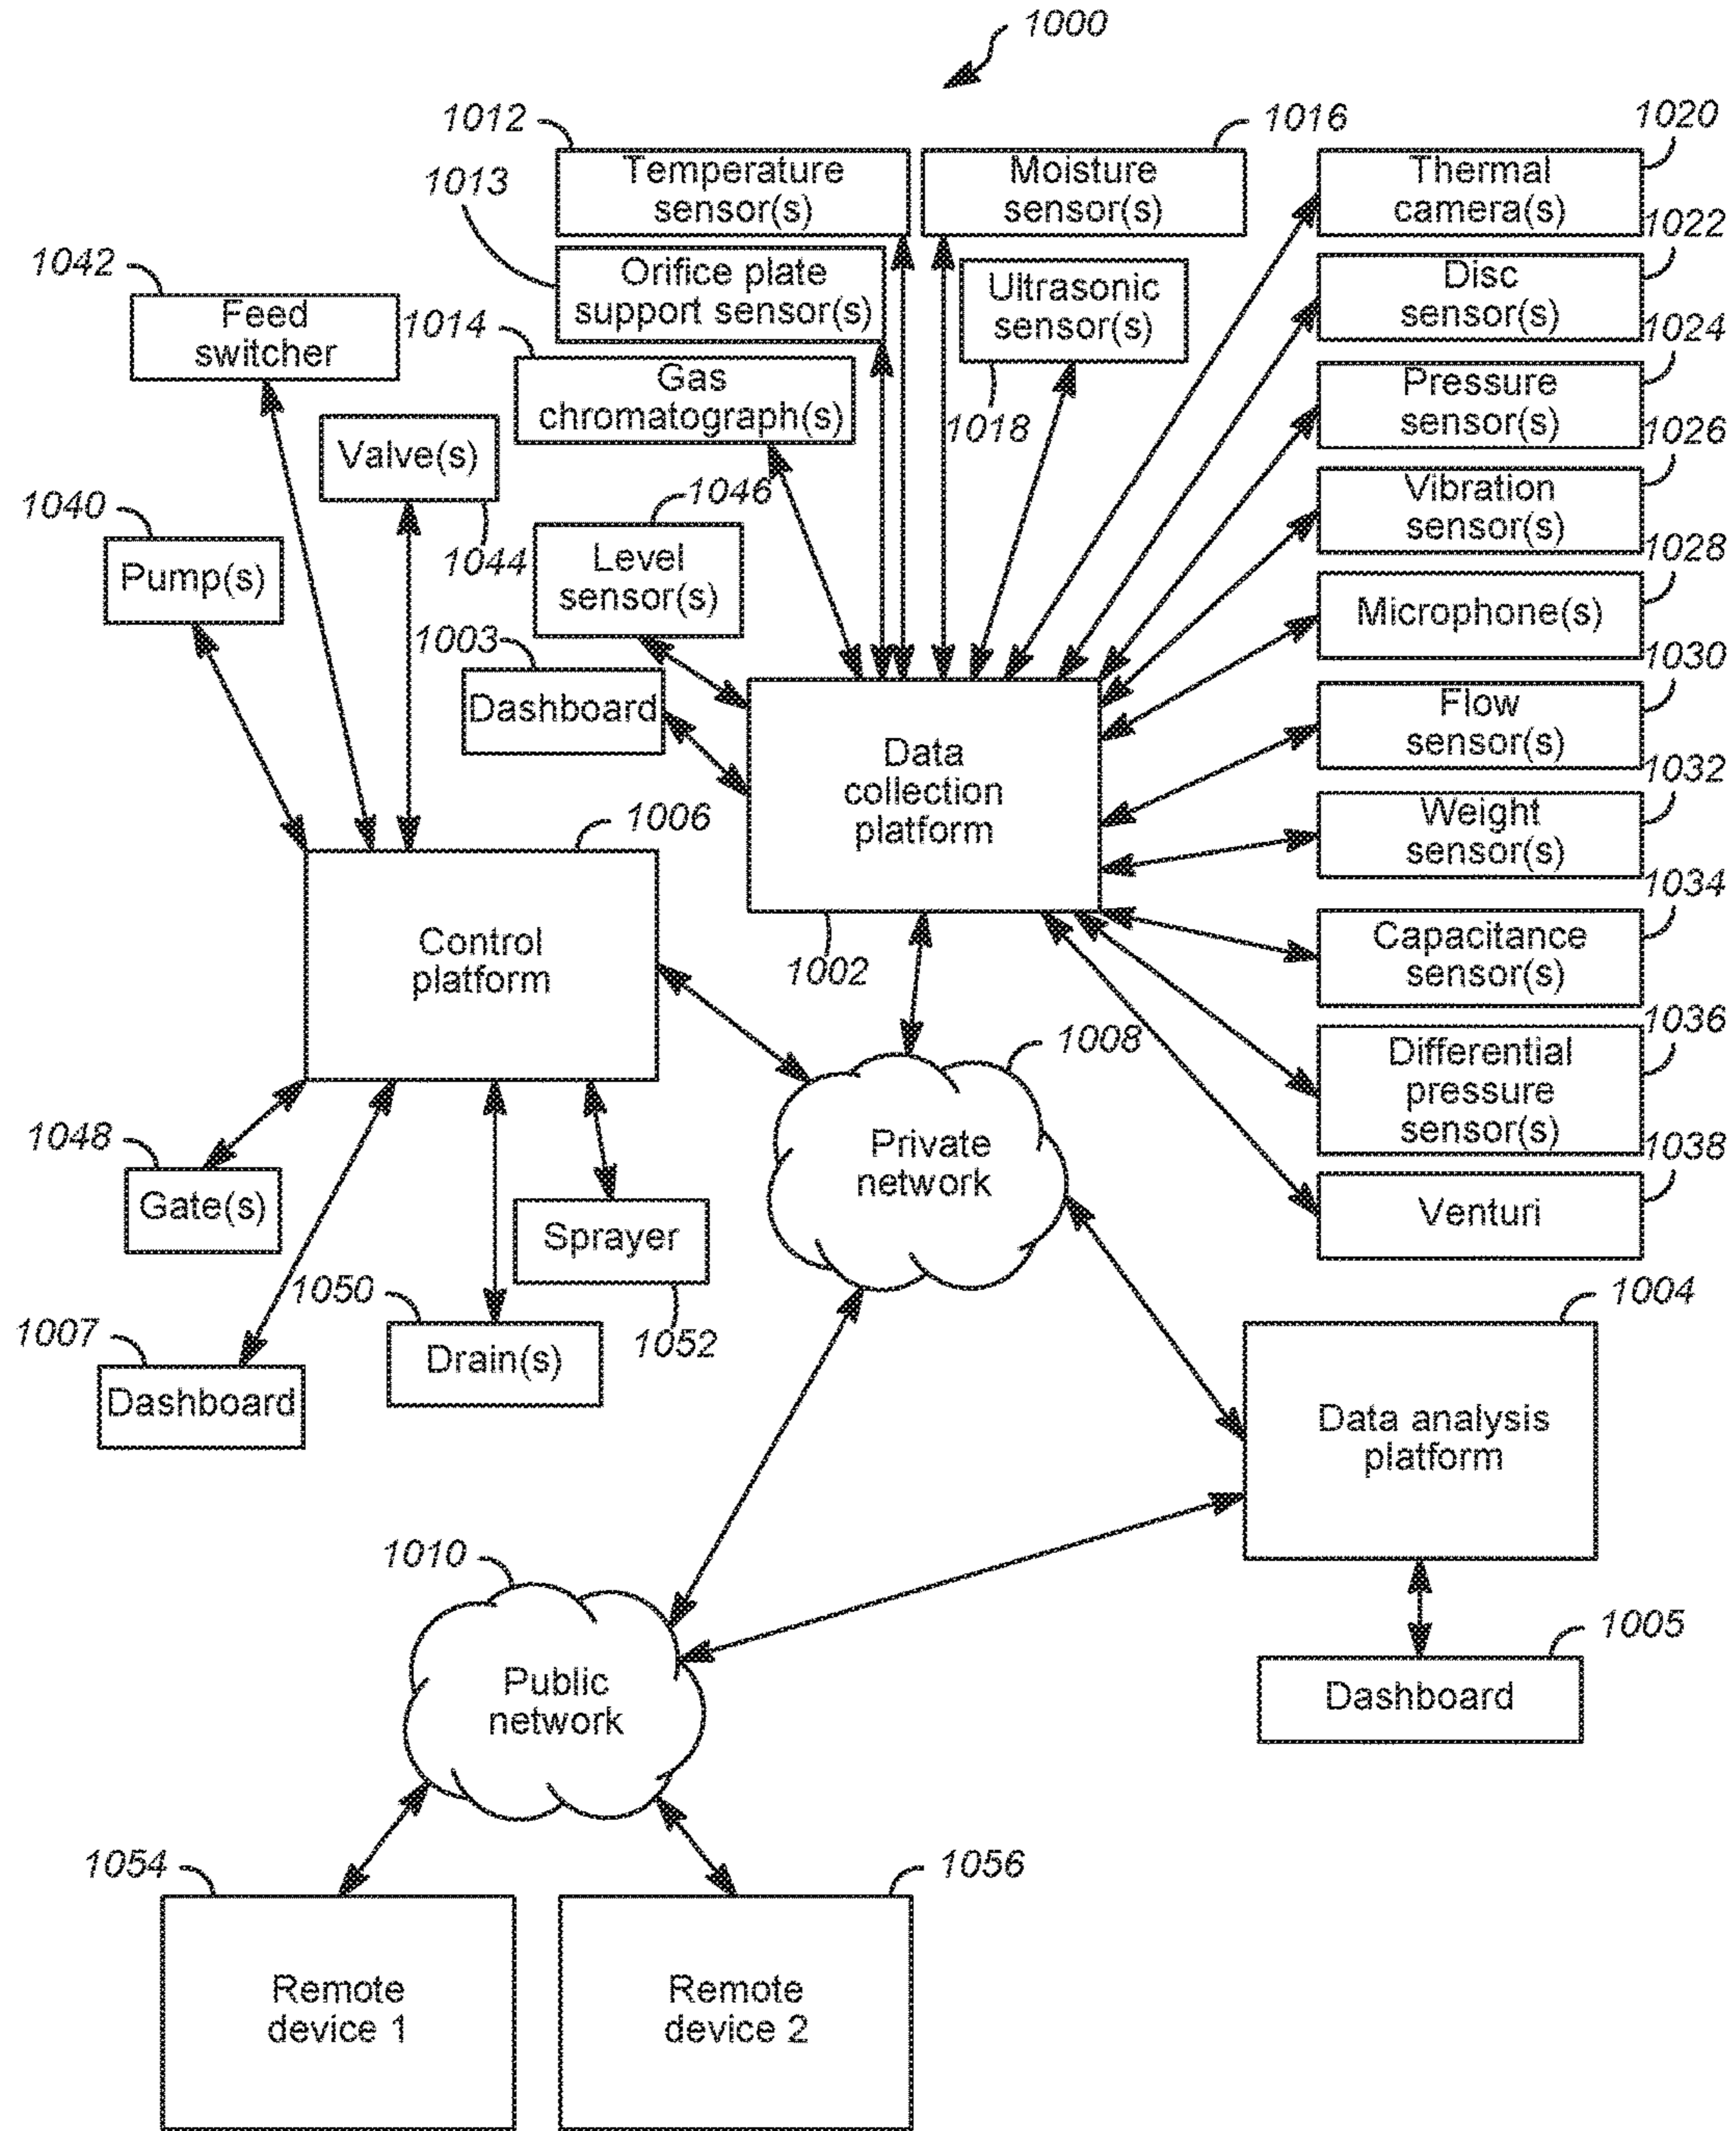 1000
1012
Temperature
sensor(s)
1016
Moisture
sensor(s)
1020
Thermal
camera(s)
1013
Orifice plate
support sensor(s)
Ultrasonic
sensor(s)
1018
1022
Disc
sensor(s)
1042
Feed
switcher
1014
Gas
chromatograph(s)
1024
Pressure
sensor(s)
Valve(s)
1044
1026
Vibration
sensor(s)
1040
Pump(s)
1046
Level
sensor(s)
1028
Microphone(s)
1003
Dashboard
1030
Flow
sensor(s)
Data
collection
platform
1002
1032
Weight
sensor(s)
1006
Control
platform
1034
Capacitance
sensor(s)
1008
Private
network
1036
Differential
pressure
sensor(s)
1048
Gate(s)
Sprayer
1052
1038
Venturi
1050
Drain(s)
1007
Dashboard
1004
Data analysis
platform
1010
Public
network
1005
Dashboard
1054
Remote
device 1
1056
Remote
device 2